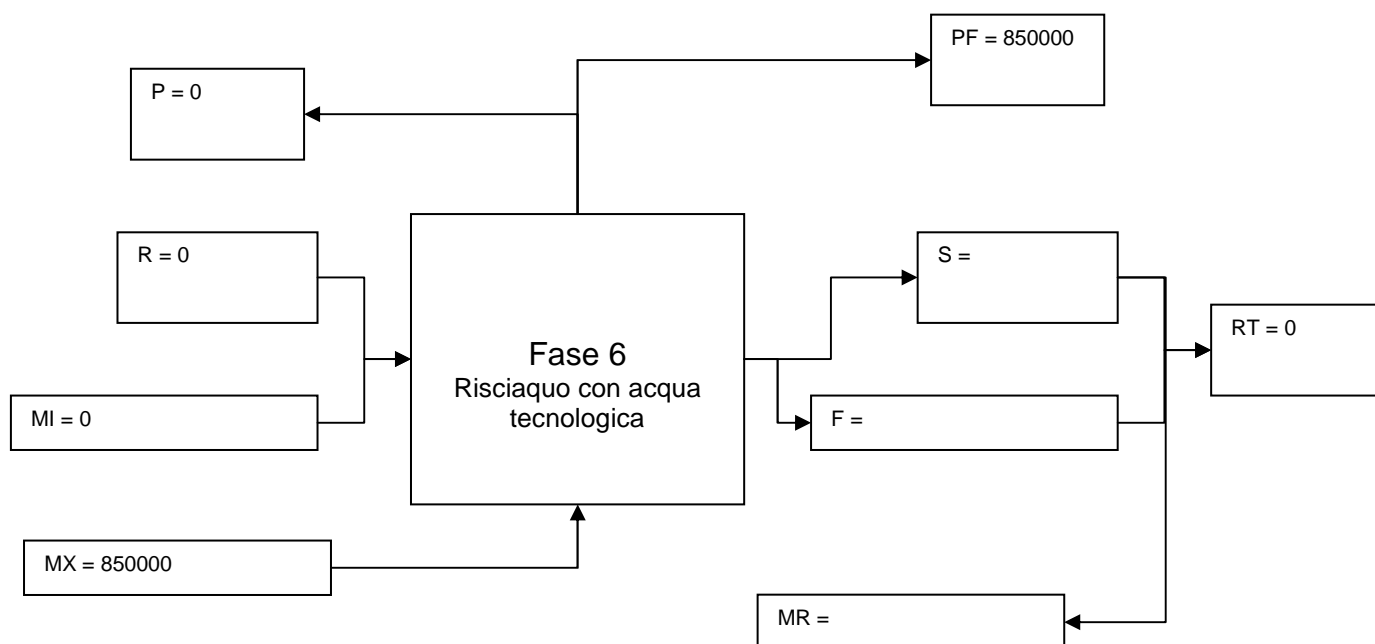 PF = 850000
P = 0
R = 0
S =
RT = 0
Fase 6
Risciaquo con acqua
tecnologica
MI = 0
F =
MX = 850000
MR =